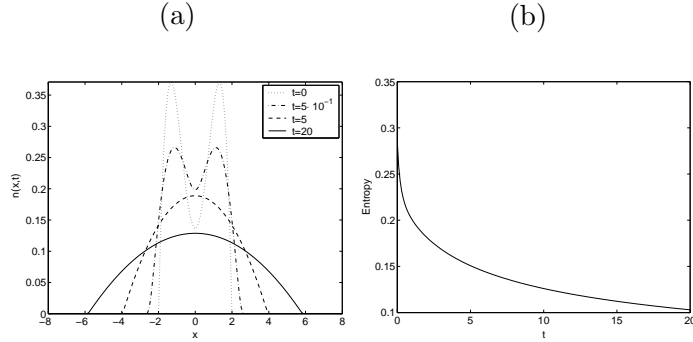 (a)
(b)
t=0
t=5· 10⁻¹
t=5
t=20
0.35
0.3
0.25
0.2
0.15
0.1
0.05
0
n(x,t)
−8 −6 −4 −2 0 2 4 6 8
x
0.35
0.3
0.25
0.2
0.15
0.1
Entropy
0 5 10 15 20
t